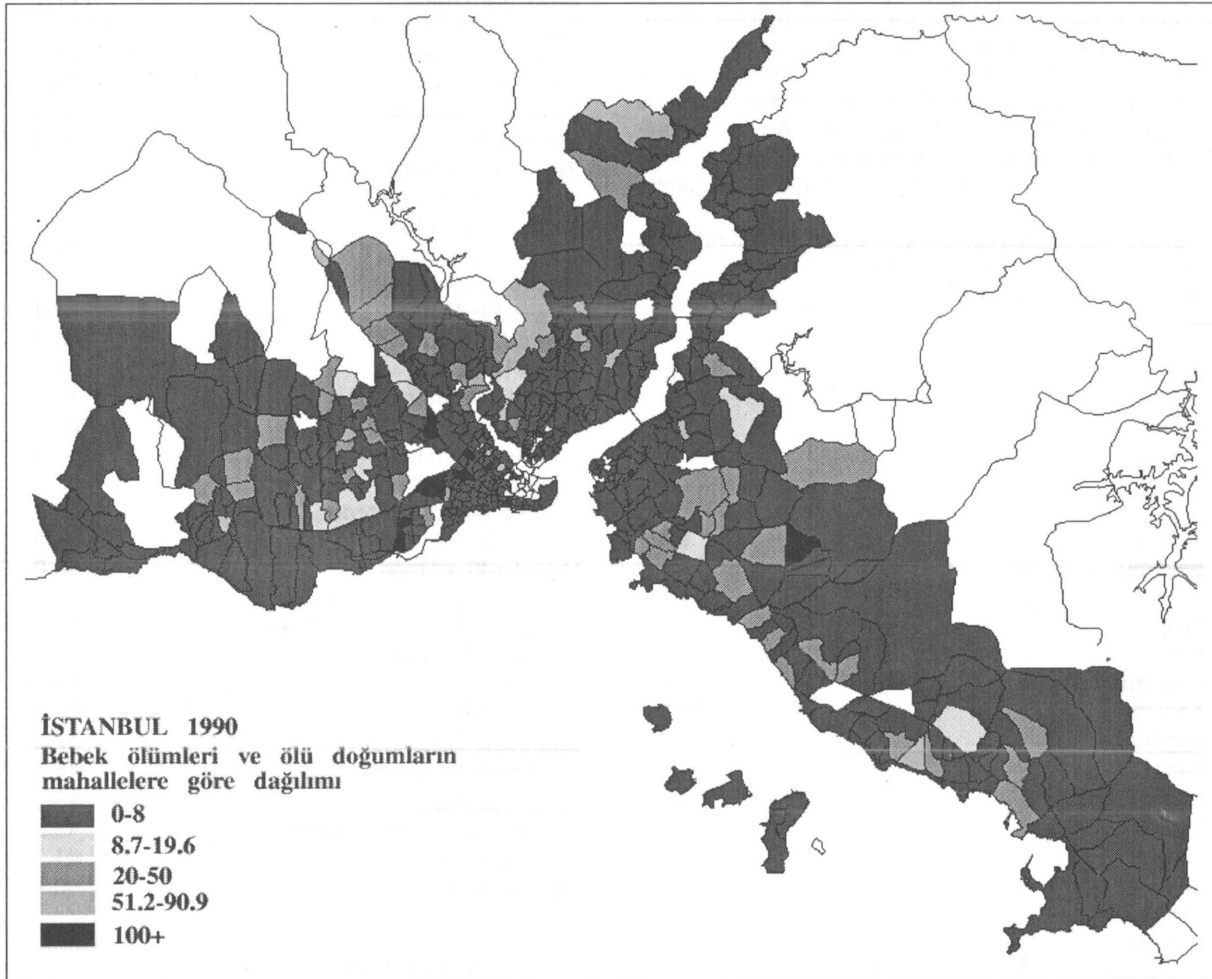 İSTANBUL 1990
Bebek ölümleri ve ölü doğumların
mahallelere göre dağılımı
0-8
8.7-19.6
20-50
51.2-90.9
100+